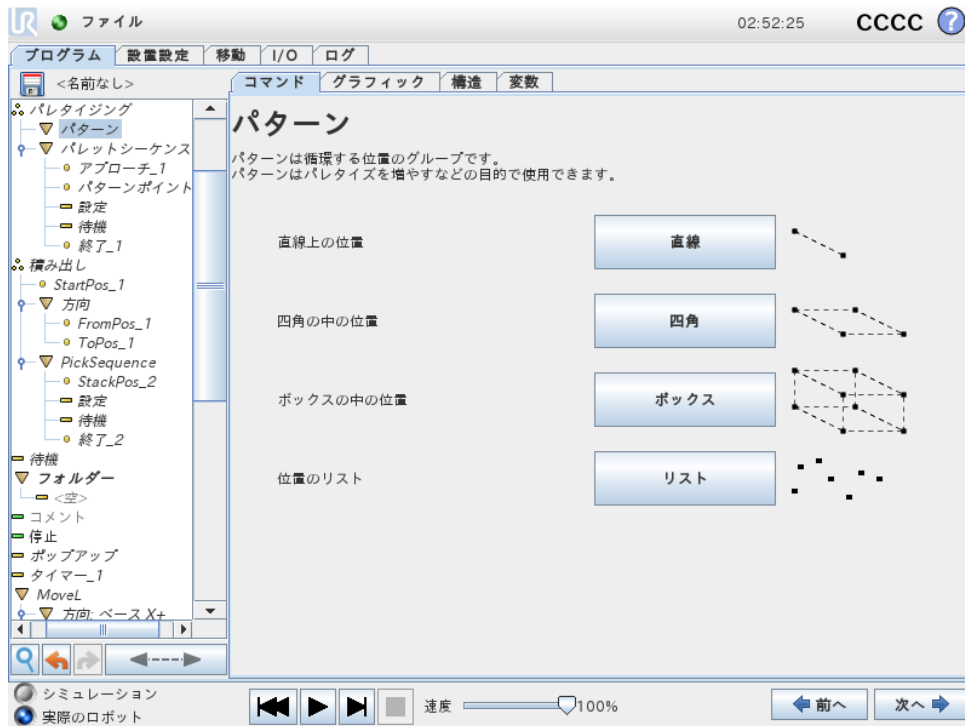 UR ファイル 02:52:25 CCCC ?
プログラム 設置設定 移動 I/O ログ
<名前なし>
コマンド グラフィック 構造 変数
パレタイジング
パターン
パレットシーケンス
アプローチ_1
パターンポイント
設定
待機
終了_1
積み出し
StartPos_1
方向
FromPos_1
ToPos_1
PickSequence
StackPos_2
設定
待機
終了_2
待機
フォルダー
<空>
コメント
停止
ポップアップ
タイマー_1
MoveL
方向: ベース X+
パターン
パターンは循環する位置のグループです。
パターンはパレタイズを増やすなどの目的で使用できます。
直線上の位置 直線
四角の中の位置 四角
ボックスの中の位置 ボックス
位置のリスト リスト
シミュレーション
実際のロボット
速度 100%
前へ 次へ